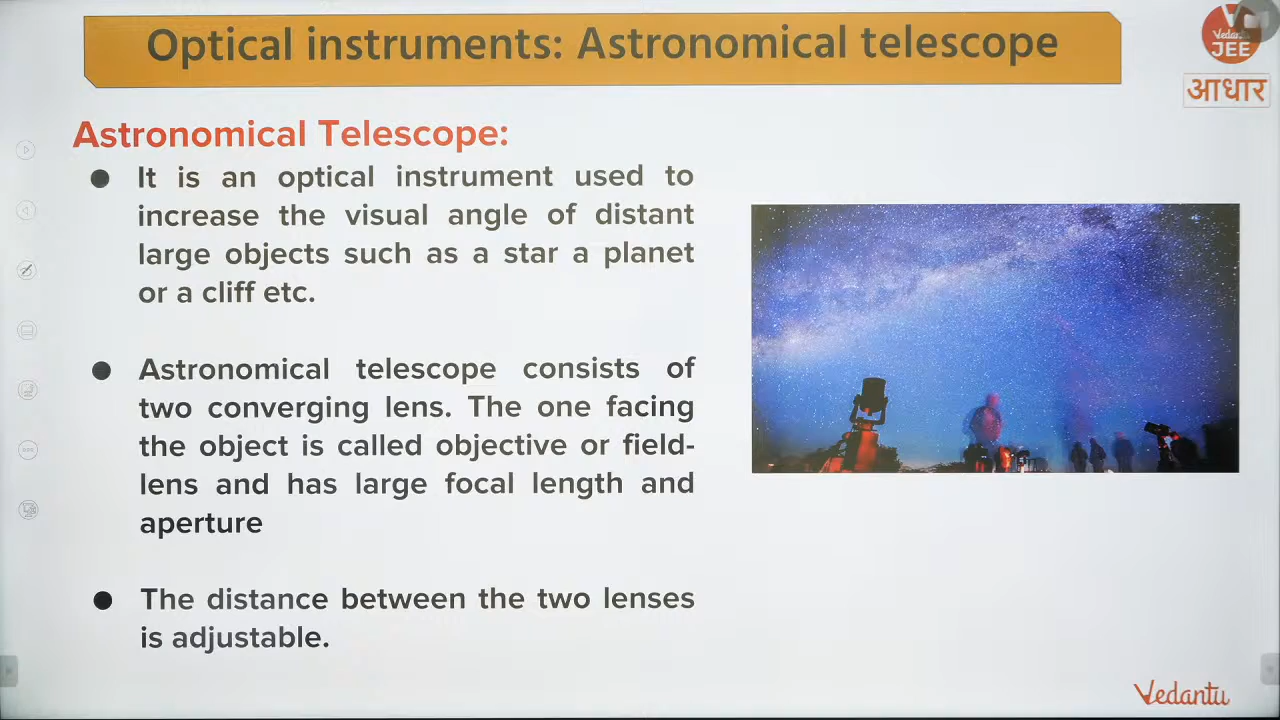 Optical instruments: Astronomical telescope
Vedantu
JEE
आधार
Astronomical Telescope:
● It is an optical instrument used to
increase the visual angle of distant
large objects such as a star a planet
or a cliff etc.
● Astronomical telescope consists of
two converging lens. The one facing
the object is called objective or field-
lens and has large focal length and
aperture
● The distance between the two lenses
is adjustable.
Vedantu